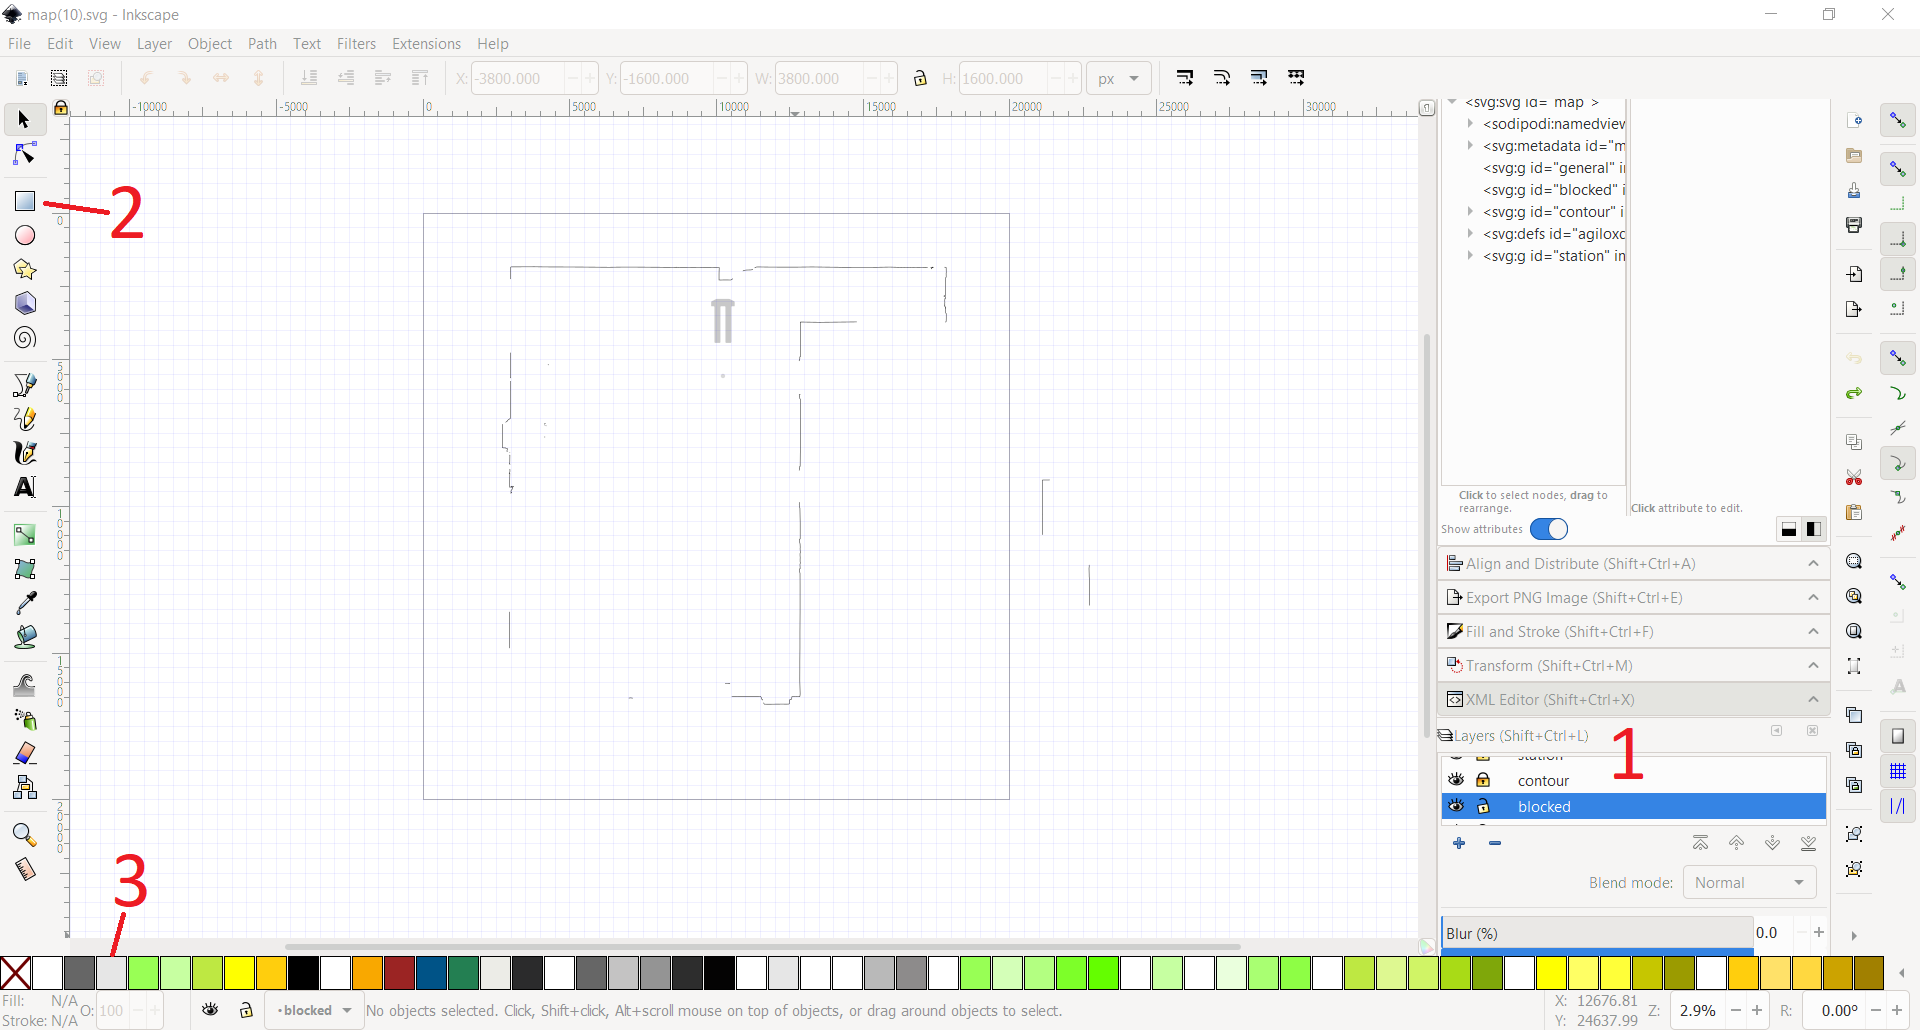 map(10).svg - Inkscape
File Edit View Layer Object Path Text Filters Extensions Help
X: -3800.000 Y: -1600.000 W: 3800.000 H: 1600.000 px
-10000 -5000 0 5000 10000 15000 20000 25000 30000
0
5000
10000
15000
20000
2
3
1
<svg:svg id="map">
<sodipodi:namedview
<svg:metadata id="m
<svg:g id="general" i
<svg:g id="blocked" i
<svg:g id="contour" i
<svg:defs id="agiloxc
<svg:g id="station" in
Click to select nodes, drag to
rearrange.
Click attribute to edit.
Show attributes
Align and Distribute (Shift+Ctrl+A)
Export PNG Image (Shift+Ctrl+E)
Fill and Stroke (Shift+Ctrl+F)
Transform (Shift+Ctrl+M)
XML Editor (Shift+Ctrl+X)
Layers (Shift+Ctrl+L)
station
contour
blocked
Blend mode: Normal
Blur (%) 0.0
Fill: N/A O: 100
Stroke: N/A
•blocked
No objects selected. Click, Shift+click, Alt+scroll mouse on top of objects, or drag around objects to select.
X: 12676.81
Y: 24637.99
Z: 2.9% R: 0.00°